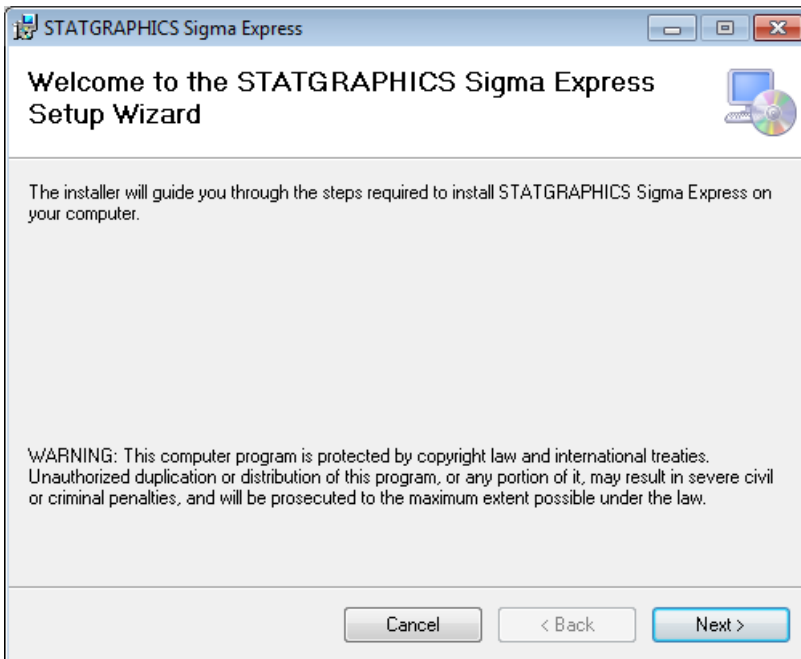 STATGRAPHICS Sigma Express
Welcome to the STATGRAPHICS Sigma Express
Setup Wizard
The installer will guide you through the steps required to install STATGRAPHICS Sigma Express on
your computer.
WARNING: This computer program is protected by copyright law and international treaties.
Unauthorized duplication or distribution of this program, or any portion of it, may result in severe civil
or criminal penalties, and will be prosecuted to the maximum extent possible under the law.
Cancel < Back Next >